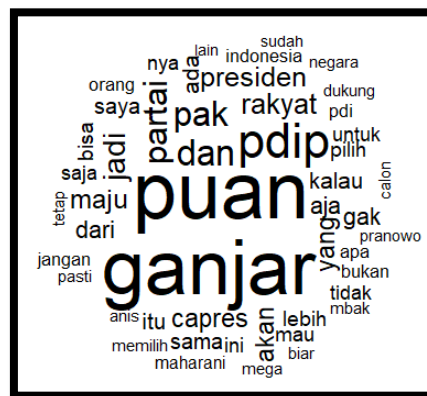 sudah
lain indonesia negara
nya ada presiden
orang dukung
saya partai pak rakyat pdi
bisa jadi dan pdip untuk
pilih
saja puan kalau calon
tetap maju aja
dari yang gak
pranowo
jangan ganjar apa
pasti bukan
tidak
anis itu capres akan lebih mbak
memilih sama ini mau
maharani biar
mega